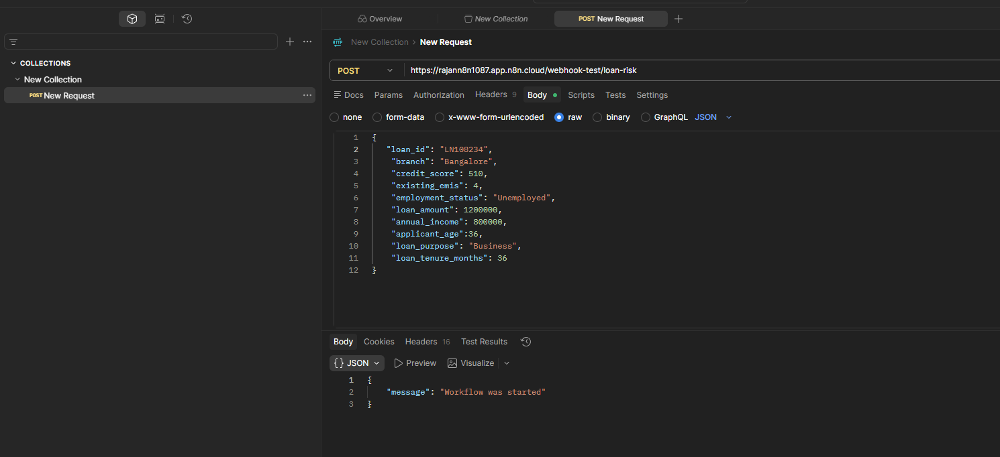 Overview
New Collection
POST New Request
COLLECTIONS
New Collection
POST New Request
New Collection > New Request
POST
https://rajann8n1087.app.n8n.cloud/webhook-test/loan-risk
Docs Params Authorization Headers 9 Body Scripts Tests Settings
none form-data x-www-form-urlencoded raw binary GraphQL JSON
1 {
2 "loan_id": "LN108234",
3 "branch": "Bangalore",
4 "credit_score": 510,
5 "existing_emis": 4,
6 "employment_status": "Unemployed",
7 "loan_amount": 1200000,
8 "annual_income": 800000,
9 "applicant_age":36,
10 "loan_purpose": "Business",
11 "loan_tenure_months": 36
12 }
Body Cookies Headers 16 Test Results
{} JSON Preview Visualize
1 {
2 "message": "Workflow was started"
3 }